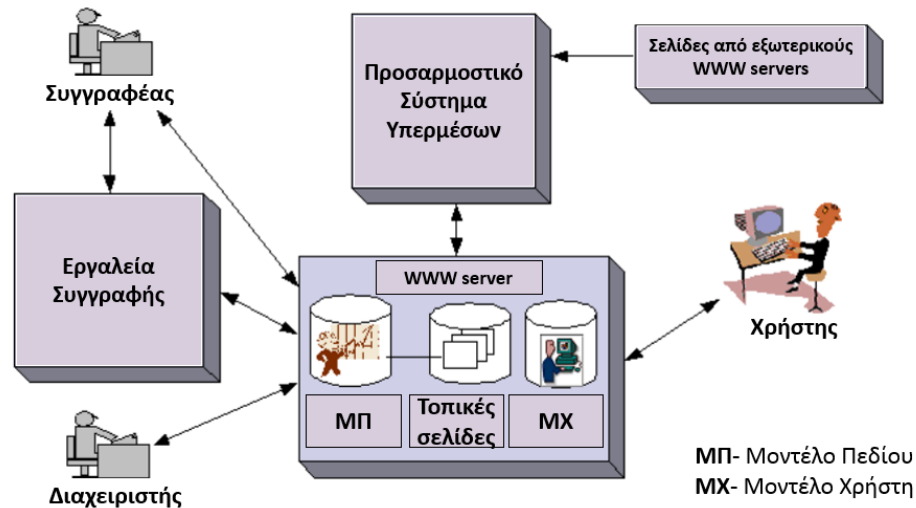 Συγγραφέας
Προσαρμοστικό
Σύστημα
Υπερμέσων
Σελίδες από εξωτερικούς
WWW servers
Εργαλεία
Συγγραφής
WWW server
Χρήστης
ΜΠ
Τοπικές
σελίδες
ΜΧ
Διαχειριστής
ΜΠ- Μοντέλο Πεδίου
ΜΧ- Μοντέλο Χρήστη